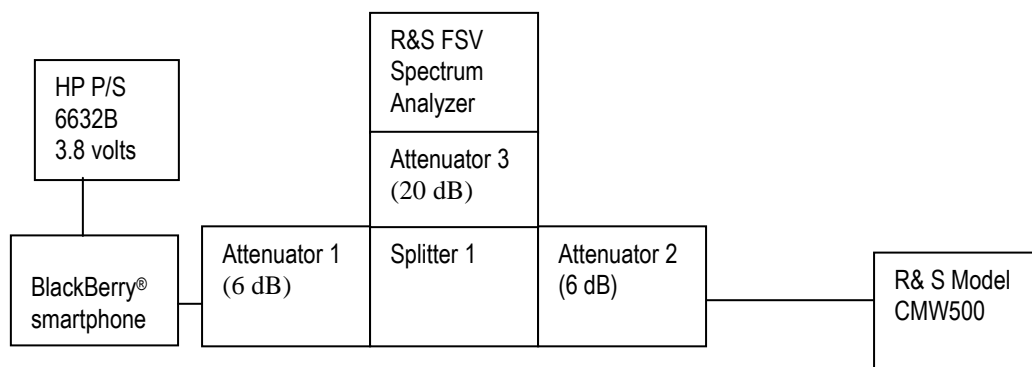 R&S FSV
Spectrum
Analyzer
HP P/S
6632B
3.8 volts
Attenuator 3
(20 dB)
BlackBerry®
smartphone
Attenuator 1
(6 dB)
Splitter 1
Attenuator 2
(6 dB)
R& S Model
CMW500